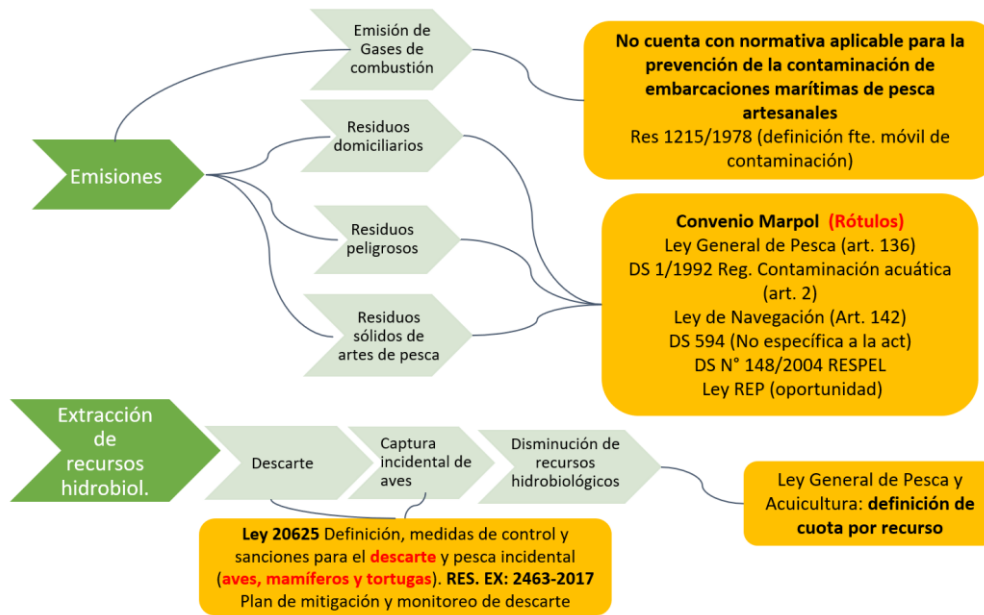 Emisión de
Gases de
combustión
No cuenta con normativa aplicable para la
prevención de la contaminación de
embarcaciones marítimas de pesca
artesanales
Res 1215/1978 (definición fte. móvil de
contaminación)
Emisiones
Residuos
domiciliarios
Residuos
peligrosos
Residuos
sólidos de
artes de pesca
Convenio Marpol (Rótulos)
Ley General de Pesca (art. 136)
DS 1/1992 Reg. Contaminación acuática
(art. 2)
Ley de Navegación (Art. 142)
DS 594 (No específica a la act)
DS N° 148/2004 RESPEL
Ley REP (oportunidad)
Extracción
de
recursos
hidrobiol.
Descarte
Captura
incidental de
aves
Disminución de
recursos
hidrobiológicos
Ley General de Pesca y
Acuicultura: definición de
cuota por recurso
Ley 20625 Definición, medidas de control y
sanciones para el descarte y pesca incidental
(aves, mamíferos y tortugas). RES. EX: 2463-2017
Plan de mitigación y monitoreo de descarte